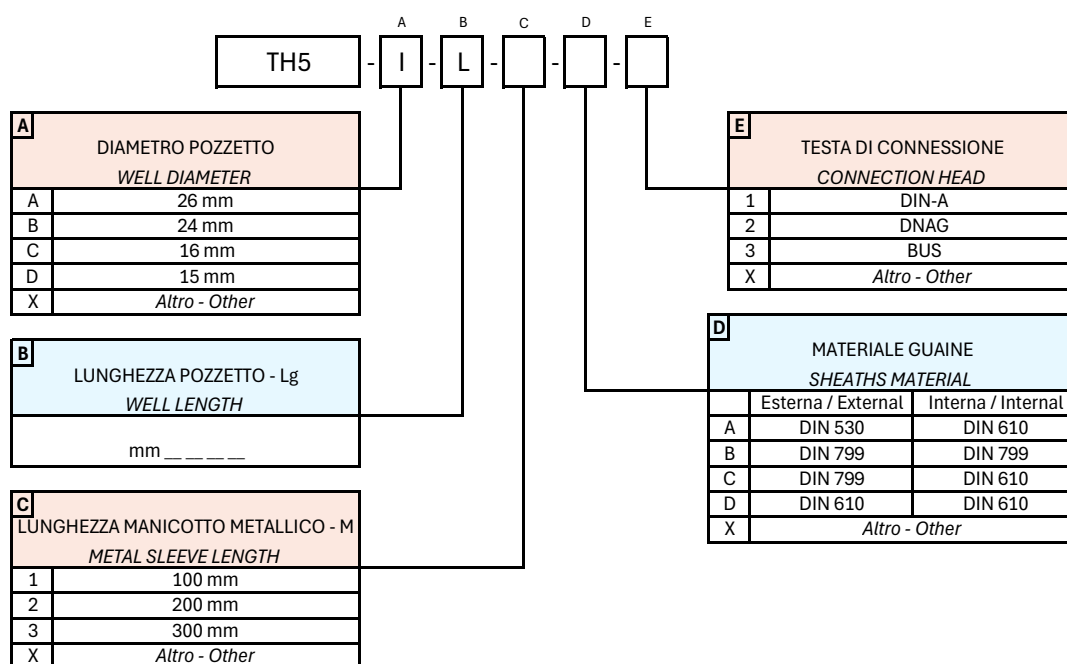 A B C D E
TH5 - I - L - - -
A
DIAMETRO POZZETTO
WELL DIAMETER
A 26 mm
B 24 mm
C 16 mm
D 15 mm
X Altro - Other
B
LUNGHEZZA POZZETTO - Lg
WELL LENGTH
mm __ __ __ __
C
LUNGHEZZA MANICOTTO METALLICO - M
METAL SLEEVE LENGTH
1 100 mm
2 200 mm
3 300 mm
X Altro - Other
E
TESTA DI CONNESSIONE
CONNECTION HEAD
1 DIN-A
2 DNAG
3 BUS
X Altro - Other
D
MATERIALE GUAINE
SHEATHS MATERIAL
Esterna / External Interna / Internal
A DIN 530 DIN 610
B DIN 799 DIN 799
C DIN 799 DIN 610
D DIN 610 DIN 610
X Altro - Other